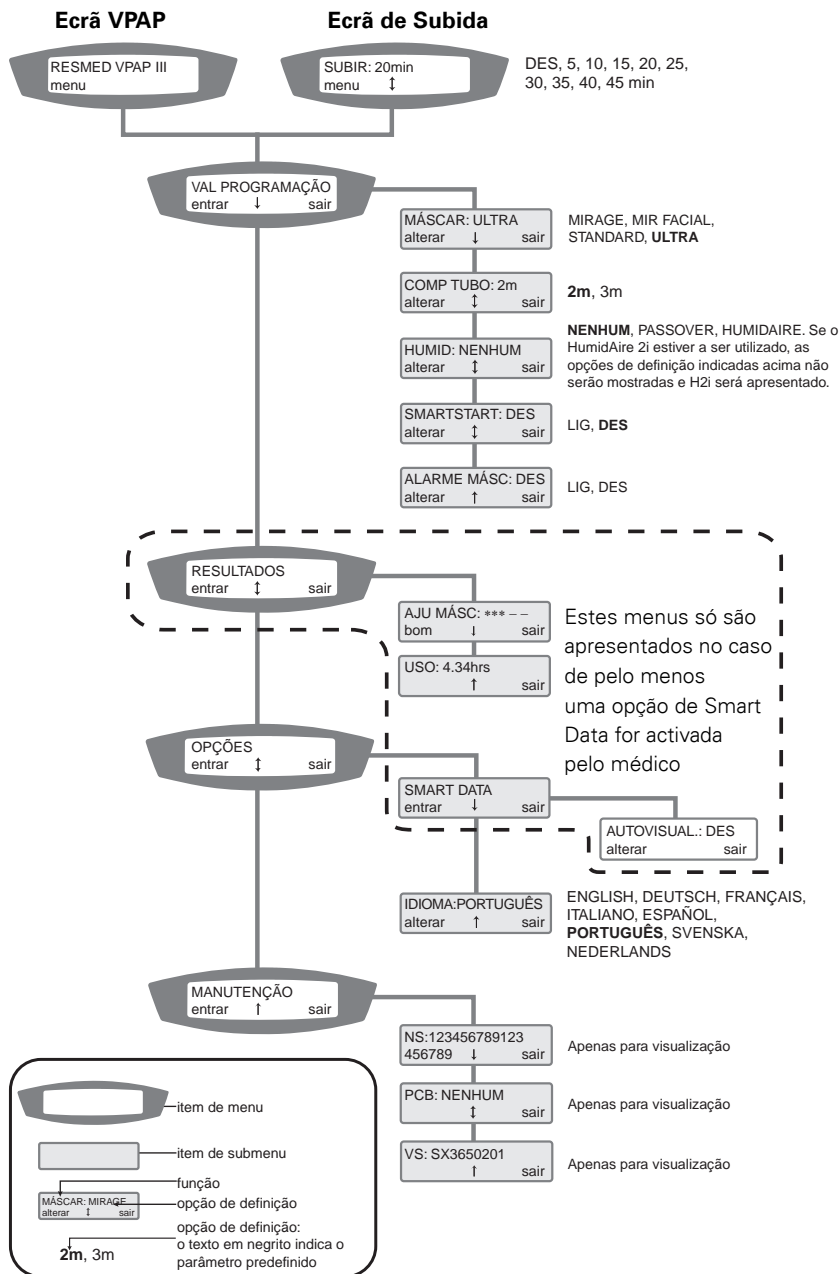 Ecrã VPAP
Ecrã de Subida
RESMED VPAP III
menu
SUBIR: 20min
menu ↕
DES, 5, 10, 15, 20, 25,
30, 35, 40, 45 min
VAL PROGRAMAÇÃO
entrar ↓ sair
MÁSCAR: ULTRA
alterar ↓ sair
MIRAGE, MIR FACIAL,
STANDARD, ULTRA
COMP TUBO: 2m
alterar ↕ sair
2m, 3m
HUMID: NENHUM
alterar ↕ sair
NENHUM, PASSOVER, HUMIDAIRE. Se o
HumidAire 2i estiver a ser utilizado, as
opções de definição indicadas acima não
serão mostradas e H2i será apresentado.
SMARTSTART: DES
alterar ↕ sair
LIG, DES
ALARME MÁSC: DES
alterar ↑ sair
LIG, DES
RESULTADOS
entrar ↕ sair
AJU MÁSC: *** – –
bom ↓ sair
USO: 4.34hrs
↑ sair
Estes menus só são
apresentados no caso
de pelo menos
uma opção de Smart
Data for activada
pelo médico
OPÇÕES
entrar ↕ sair
SMART DATA
entrar ↓ sair
AUTOVISUAL.: DES
alterar sair
IDIOMA:PORTUGUÊS
alterar ↑ sair
ENGLISH, DEUTSCH, FRANÇAIS,
ITALIANO, ESPAÑOL,
PORTUGUÊS, SVENSKA,
NEDERLANDS
MANUTENÇÃO
entrar ↑ sair
NS:123456789123
456789 ↓ sair
Apenas para visualização
PCB: NENHUM
↕ sair
Apenas para visualização
VS: SX3650201
↑ sair
Apenas para visualização
item de menu
item de submenu
função
MÁSCAR: MIRAGE
alterar ↕ sair
opção de definição
opção de definição:
o texto em negrito indica o
parâmetro predefinido
2m, 3m